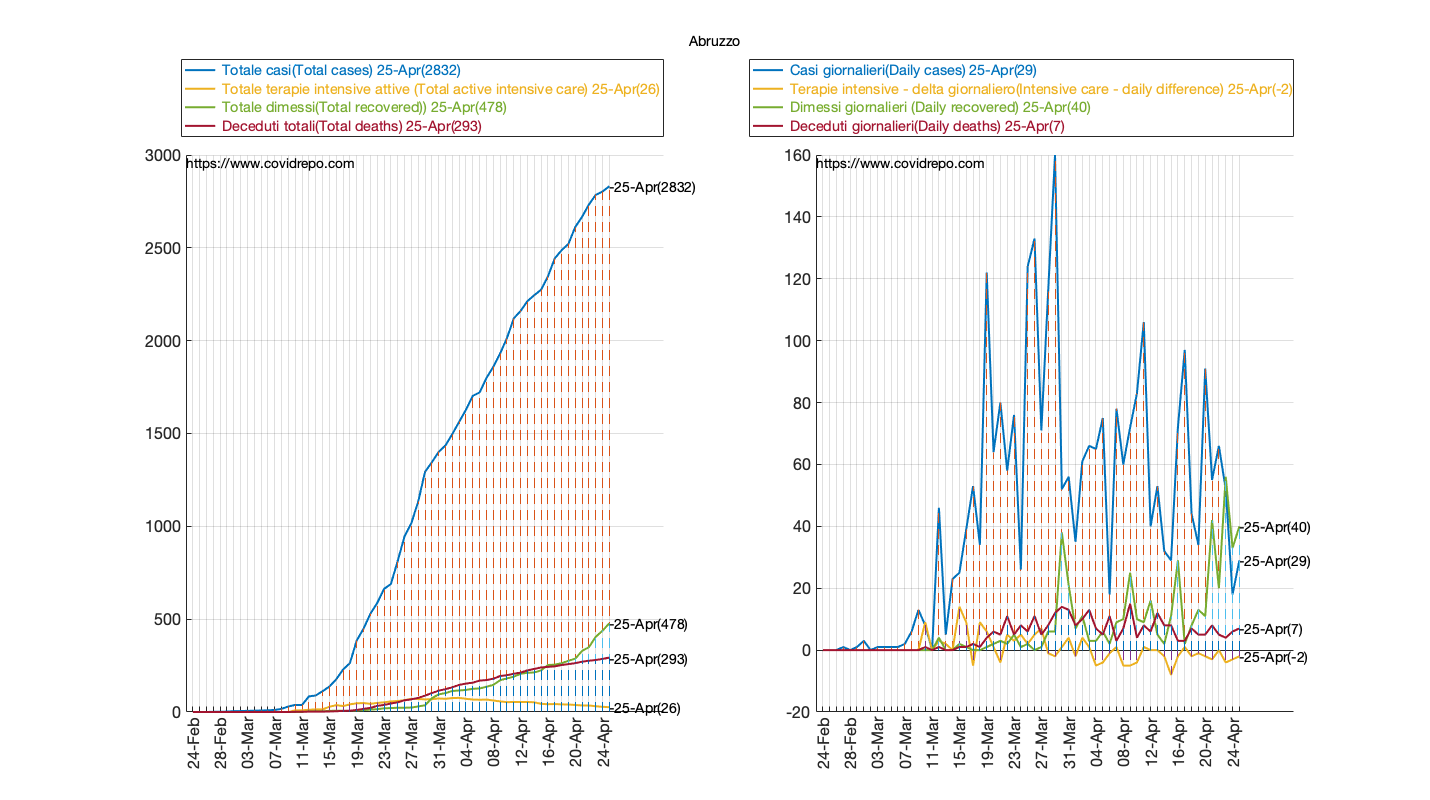 Abruzzo
Totale casi(Total cases) 25-Apr(2832)
Totale terapie intensive attive (Total active intensive care) 25-Apr(26)
Totale dimessi(Total recovered)) 25-Apr(478)
Deceduti totali(Total deaths) 25-Apr(293)
https://www.covidrepo.com
3000
2500
2000
1500
1000
500
0
-25-Apr(2832)
-25-Apr(478)
-25-Apr(293)
-25-Apr(26)
24-Feb
28-Feb
03-Mar
07-Mar
11-Mar
15-Mar
19-Mar
23-Mar
27-Mar
31-Mar
04-Apr
08-Apr
12-Apr
16-Apr
20-Apr
24-Apr
Casi giornalieri(Daily cases) 25-Apr(29)
Terapie intensive - delta giornaliero(Intensive care - daily difference) 25-Apr(-2)
Dimessi giornalieri (Daily recovered) 25-Apr(40)
Deceduti giornalieri(Daily deaths) 25-Apr(7)
https://www.covidrepo.com
160
140
120
100
80
60
40
20
0
-20
-25-Apr(40)
-25-Apr(29)
-25-Apr(7)
-25-Apr(-2)
24-Feb
28-Feb
03-Mar
07-Mar
11-Mar
15-Mar
19-Mar
23-Mar
27-Mar
31-Mar
04-Apr
08-Apr
12-Apr
16-Apr
20-Apr
24-Apr